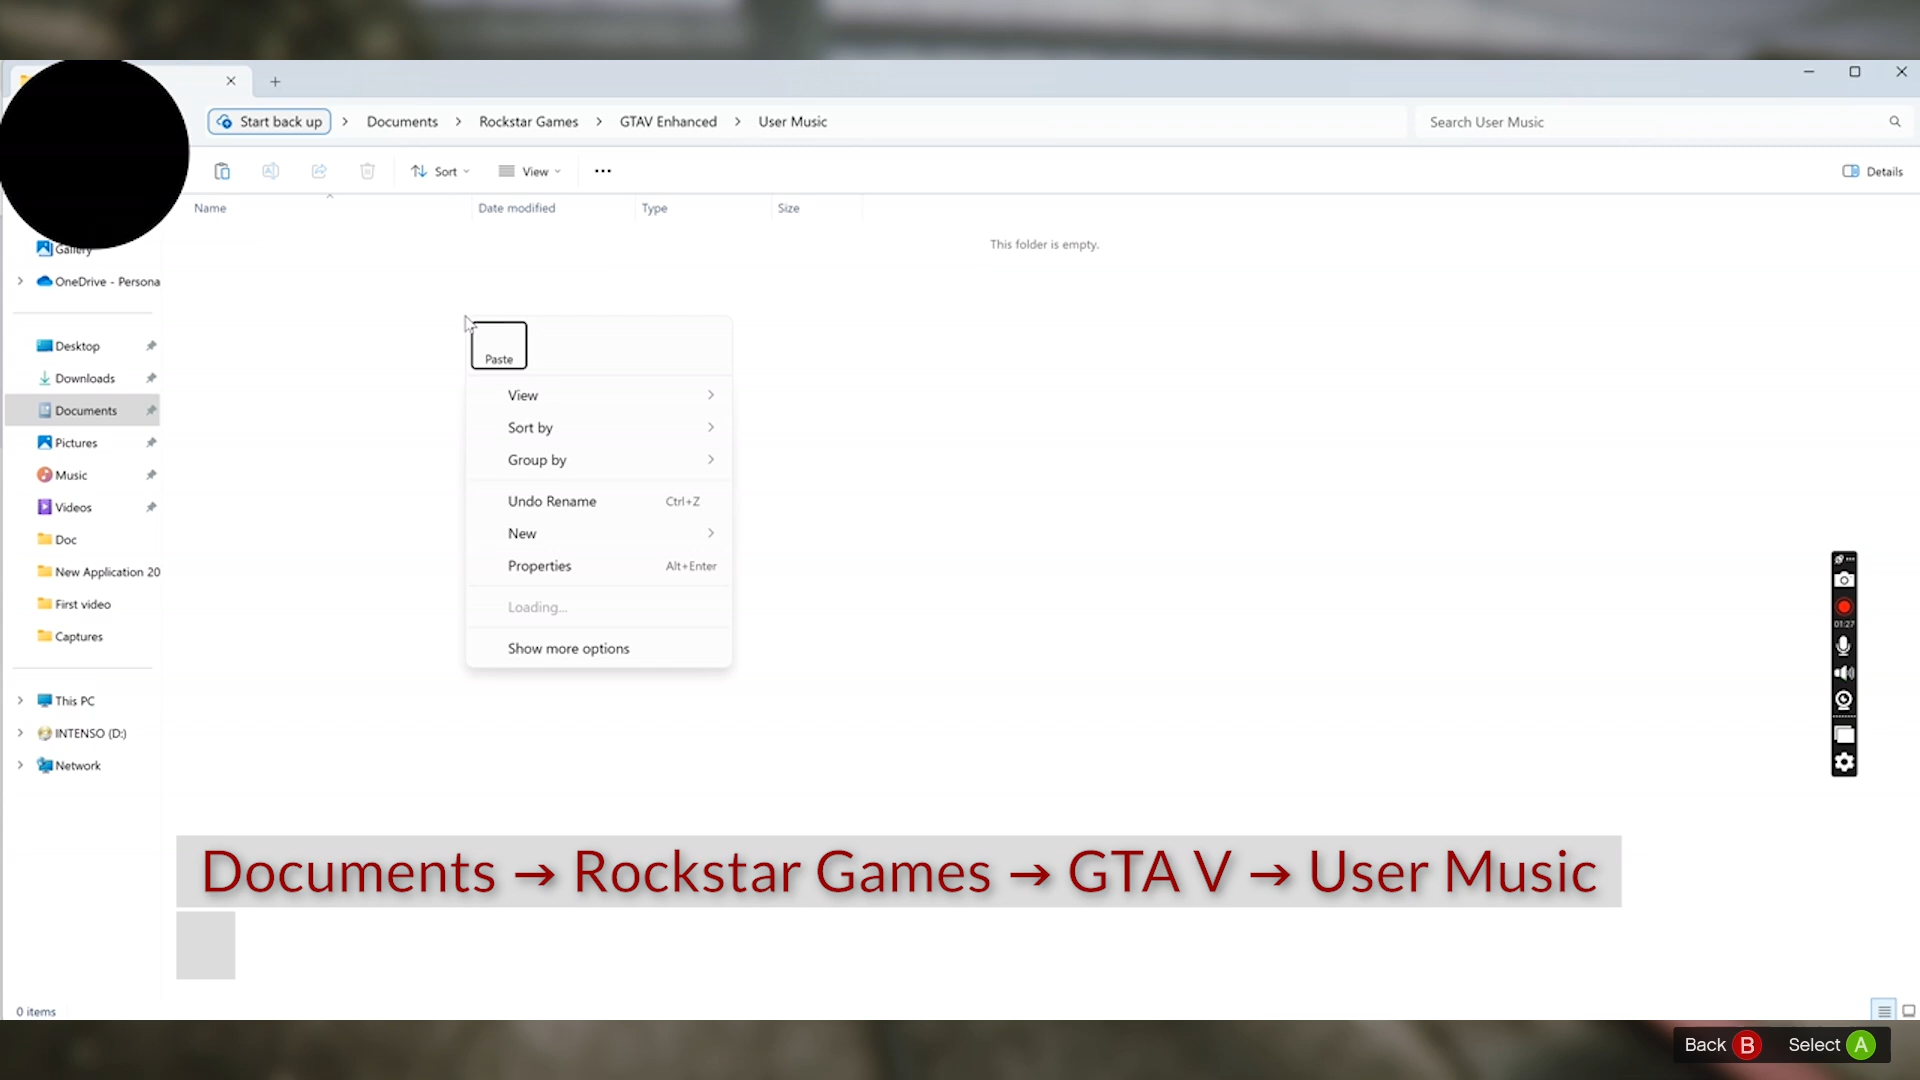 Start back up
Documents
Rockstar Games
GTAV Enhanced
User Music
Search User Music
Sort
View
Details
Name
Date modified
Type
Size
This folder is empty.
Gallery
OneDrive - Persona
Desktop
Downloads
Documents
Pictures
Music
Videos
Doc
New Application 20
First video
Captures
This PC
INTENSO (D:)
Network
Paste
View
Sort by
Group by
Undo Rename Ctrl+Z
New
Properties Alt+Enter
Loading...
Show more options
01:27
Documents → Rockstar Games → GTA V → User Music
0 items
Back B Select A